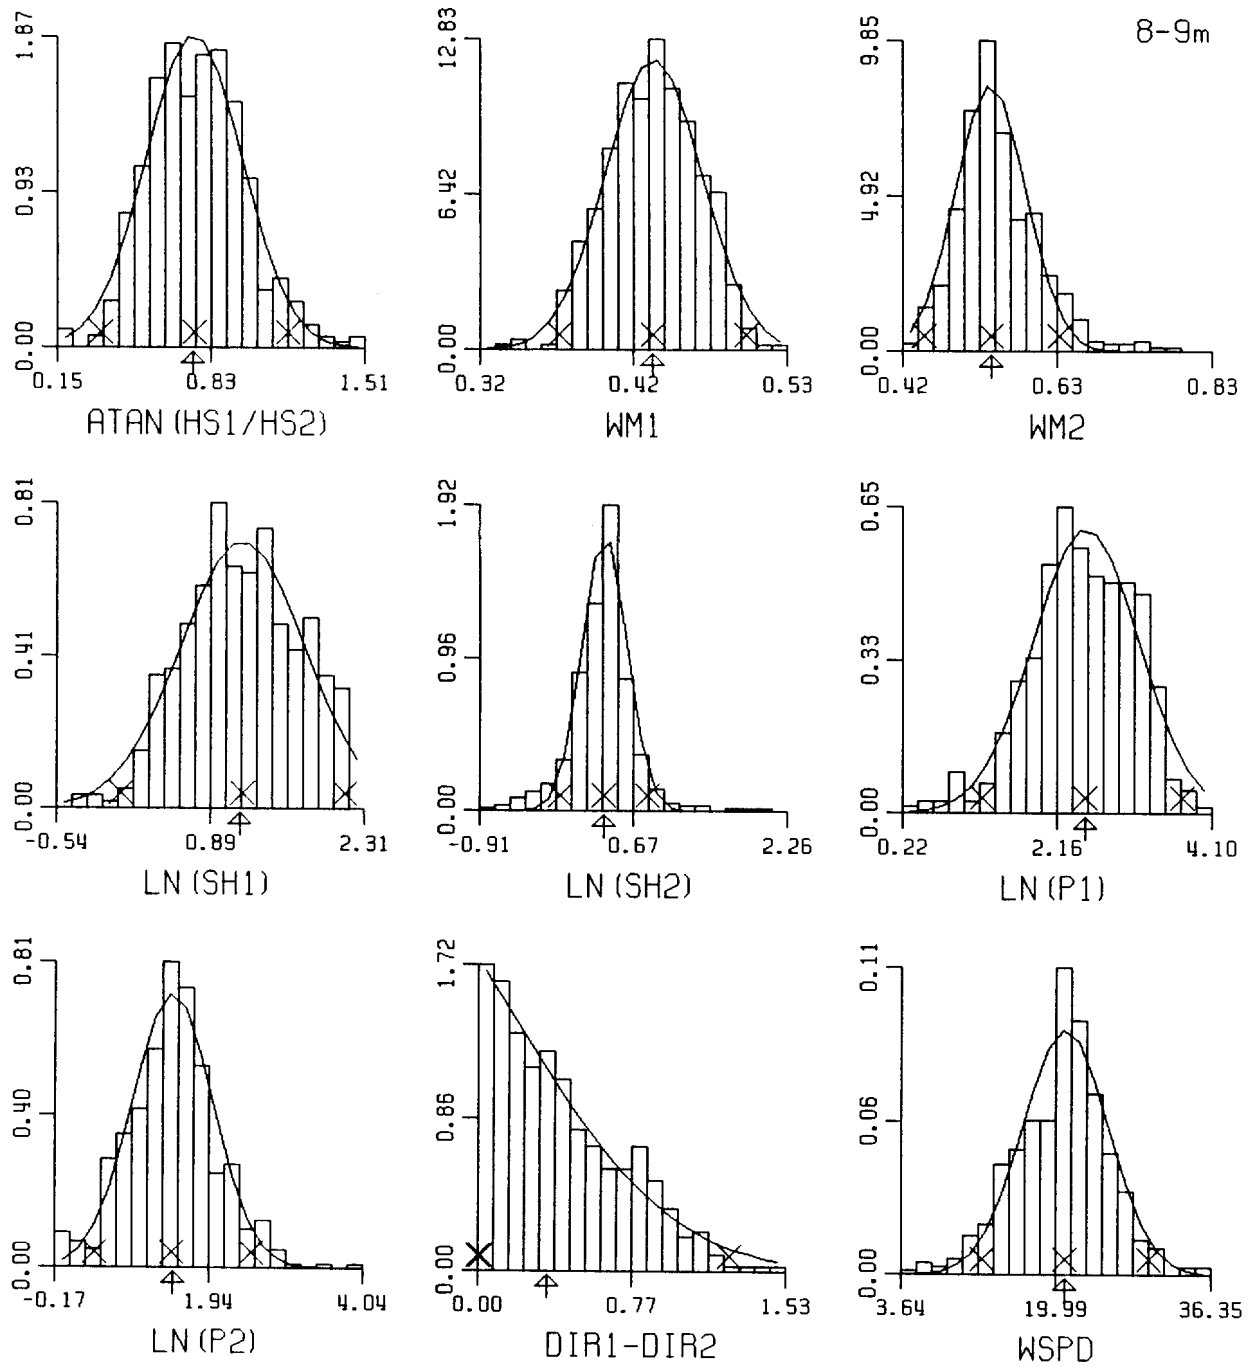 8-9m
1.87
0.93
0.00
0.15 0.83 1.51
ATAN(HS1/HS2)
12.83
6.42
0.00
0.32 0.42 0.53
WM1
9.85
4.92
0.00
0.42 0.63 0.83
WM2
0.81
0.41
0.00
-0.54 0.89 2.31
LN(SH1)
1.92
0.96
0.00
-0.91 0.67 2.26
LN(SH2)
0.65
0.33
0.00
0.22 2.16 4.10
LN(P1)
0.81
0.40
0.00
-0.17 1.94 4.04
LN(P2)
1.72
0.86
0.00
0.00 0.77 1.53
DIR1-DIR2
0.11
0.06
0.00
3.64 19.99 36.35
WSPD